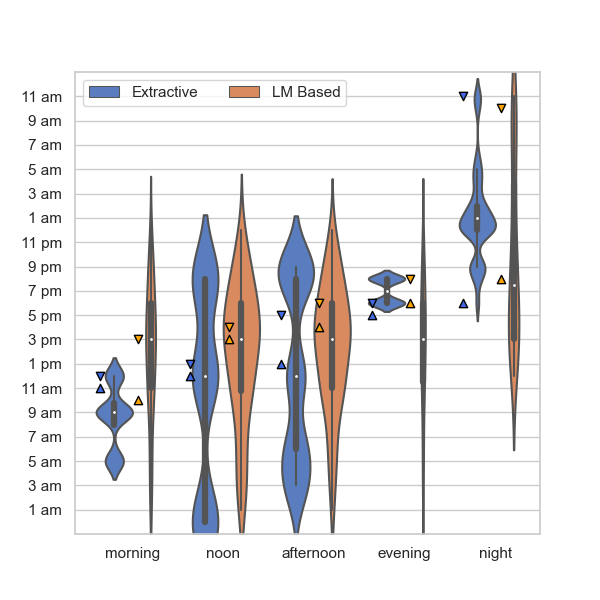 Extractive LM Based
11 am
9 am
7 am
5 am
3 am
1 am
11 pm
9 pm
7 pm
5 pm
3 pm
1 pm
11 am
9 am
7 am
5 am
3 am
1 am
morning noon afternoon evening night